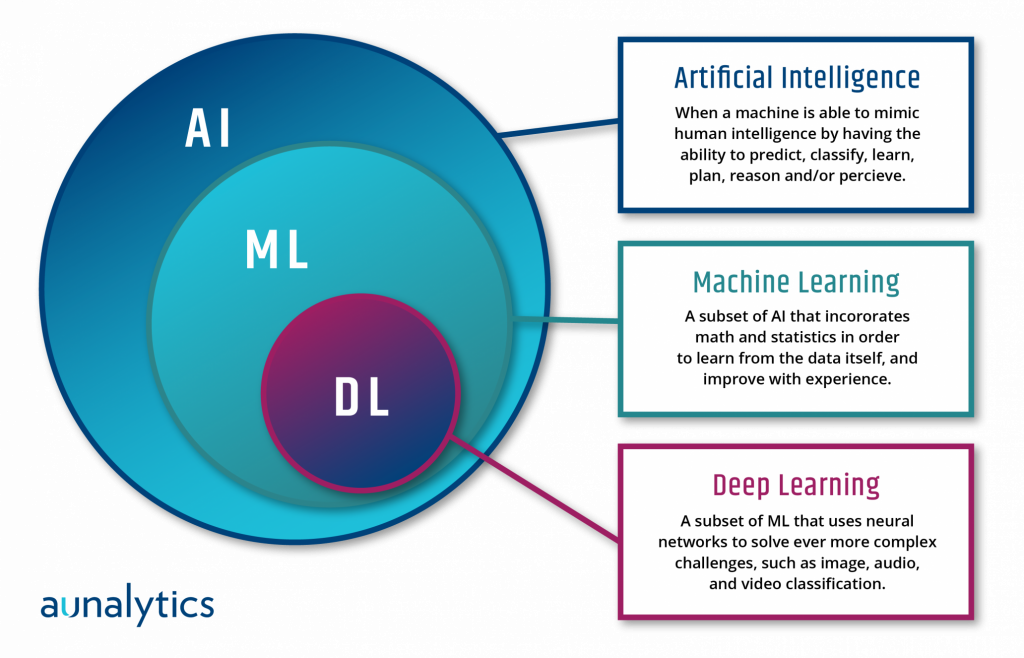 AI
ML
DL
Artificial Intelligence
When a machine is able to mimic
human intelligence by having the
ability to predict, classify, learn,
plan, reason and/or percieve.
Machine Learning
A subset of AI that incororates
math and statistics in order
to learn from the data itself, and
improve with experience.
Deep Learning
A subset of ML that uses neural
networks to solve ever more complex
challenges, such as image, audio,
and video classification.
aunalytics